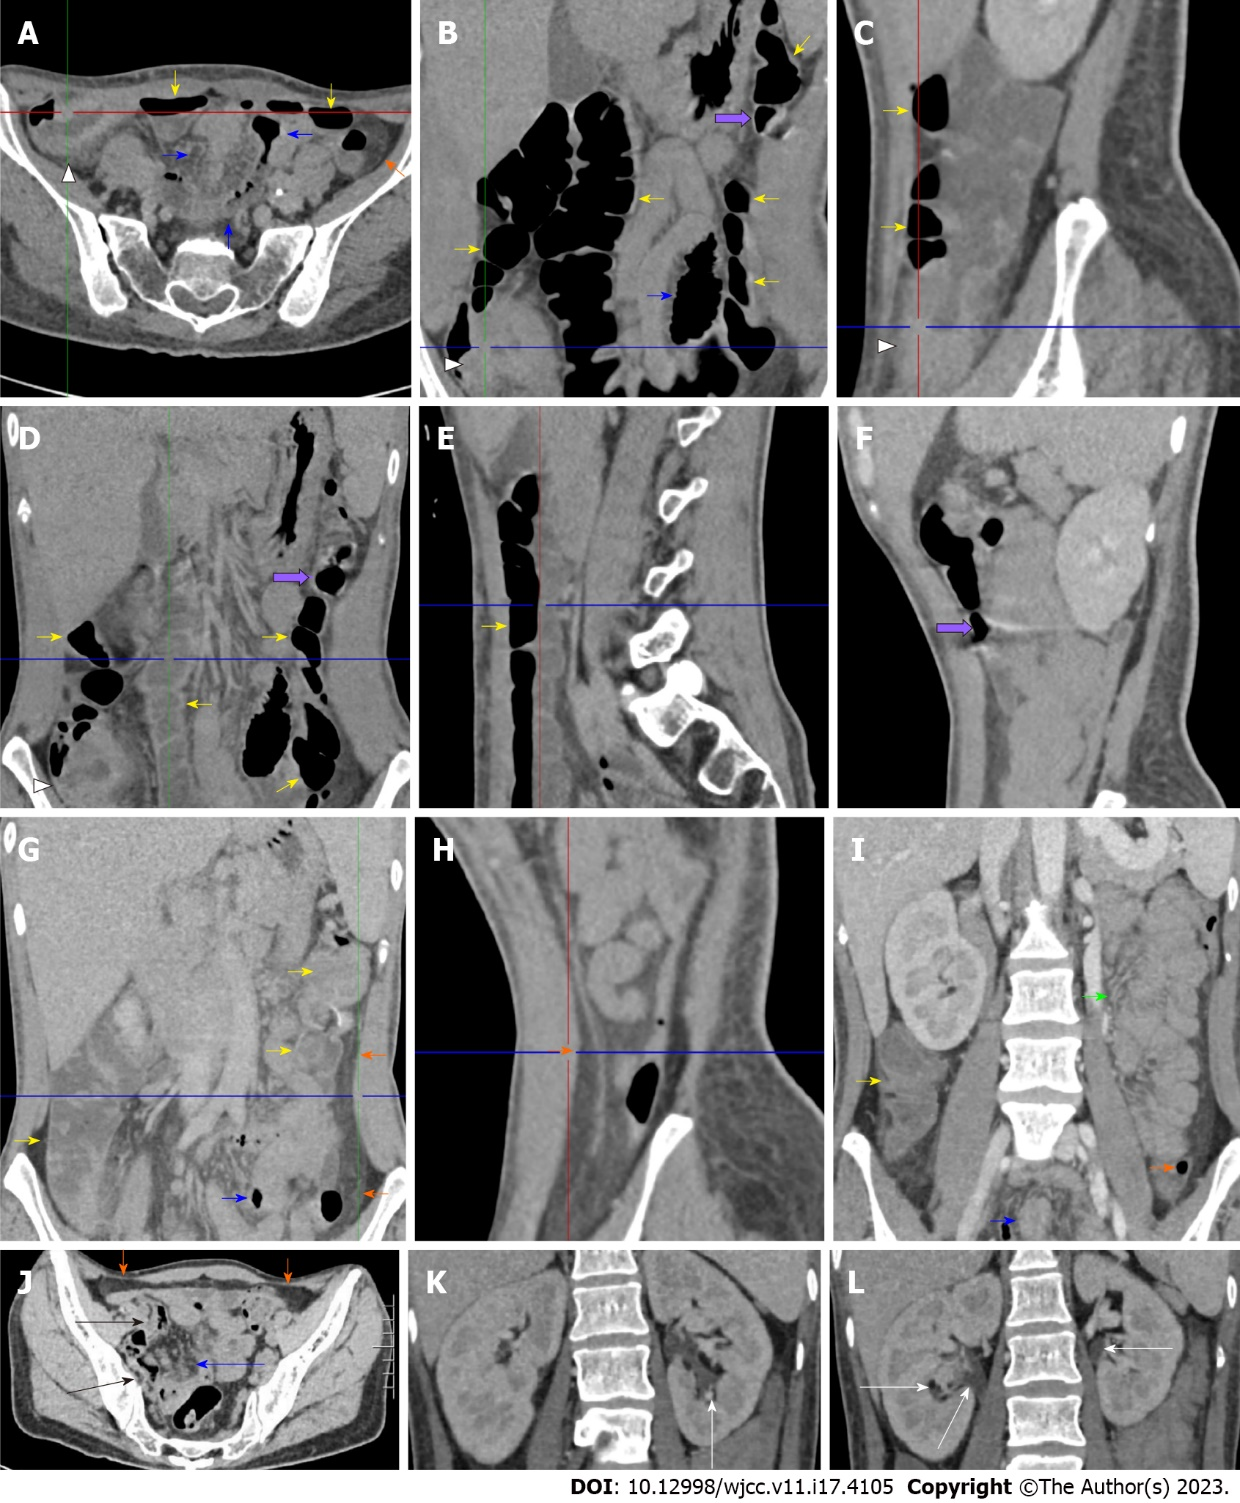 A
B
C
D
E
F
G
H
I
J
K
L
DOI: 10.12998/wjcc.v11.i17.4105 Copyright ©The Author(s) 2023.